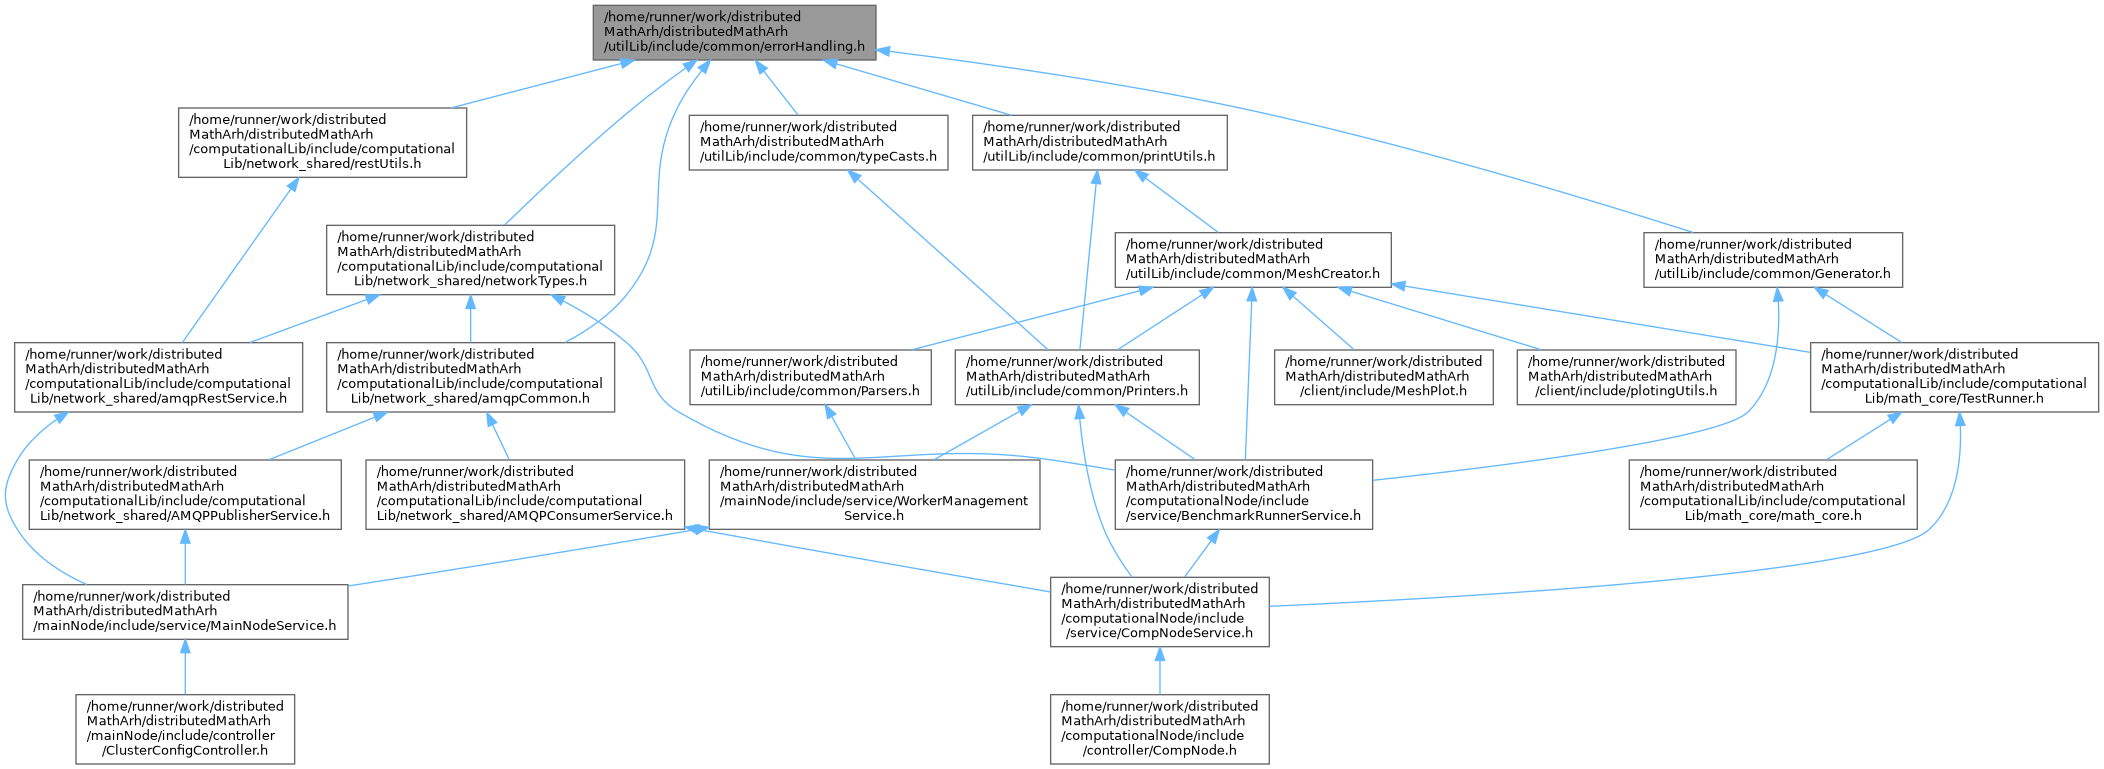 /home/runner/work/distributed
MathArh/distributedMathArh
/utilLib/include/common/errorHandling.h
/home/runner/work/distributed
MathArh/distributedMathArh
/computationalLib/include/computational
Lib/network_shared/restUtils.h
/home/runner/work/distributed
MathArh/distributedMathArh
/utilLib/include/common/typeCasts.h
/home/runner/work/distributed
MathArh/distributedMathArh
/utilLib/include/common/printUtils.h
/home/runner/work/distributed
MathArh/distributedMathArh
/computationalLib/include/computational
Lib/network_shared/networkTypes.h
/home/runner/work/distributed
MathArh/distributedMathArh
/utilLib/include/common/MeshCreator.h
/home/runner/work/distributed
MathArh/distributedMathArh
/utilLib/include/common/Generator.h
/home/runner/work/distributed
MathArh/distributedMathArh
/computationalLib/include/computational
Lib/network_shared/amqpRestService.h
/home/runner/work/distributed
MathArh/distributedMathArh
/computationalLib/include/computational
Lib/network_shared/amqpCommon.h
/home/runner/work/distributed
MathArh/distributedMathArh
/utilLib/include/common/Parsers.h
/home/runner/work/distributed
MathArh/distributedMathArh
/utilLib/include/common/Printers.h
/home/runner/work/distributed
MathArh/distributedMathArh
/client/include/MeshPlot.h
/home/runner/work/distributed
MathArh/distributedMathArh
/client/include/plotingUtils.h
/home/runner/work/distributed
MathArh/distributedMathArh
/computationalLib/include/computational
Lib/math_core/TestRunner.h
/home/runner/work/distributed
MathArh/distributedMathArh
/computationalLib/include/computational
Lib/network_shared/AMQPPublisherService.h
/home/runner/work/distributed
MathArh/distributedMathArh
/computationalLib/include/computational
Lib/network_shared/AMQPConsumerService.h
/home/runner/work/distributed
MathArh/distributedMathArh
/mainNode/include/service/WorkerManagement
Service.h
/home/runner/work/distributed
MathArh/distributedMathArh
/computationalNode/include
/service/BenchmarkRunnerService.h
/home/runner/work/distributed
MathArh/distributedMathArh
/computationalLib/include/computational
Lib/math_core/math_core.h
/home/runner/work/distributed
MathArh/distributedMathArh
/mainNode/include/service/MainNodeService.h
/home/runner/work/distributed
MathArh/distributedMathArh
/computationalNode/include
/service/CompNodeService.h
/home/runner/work/distributed
MathArh/distributedMathArh
/mainNode/include/controller
/ClusterConfigController.h
/home/runner/work/distributed
MathArh/distributedMathArh
/computationalNode/include
/controller/CompNode.h